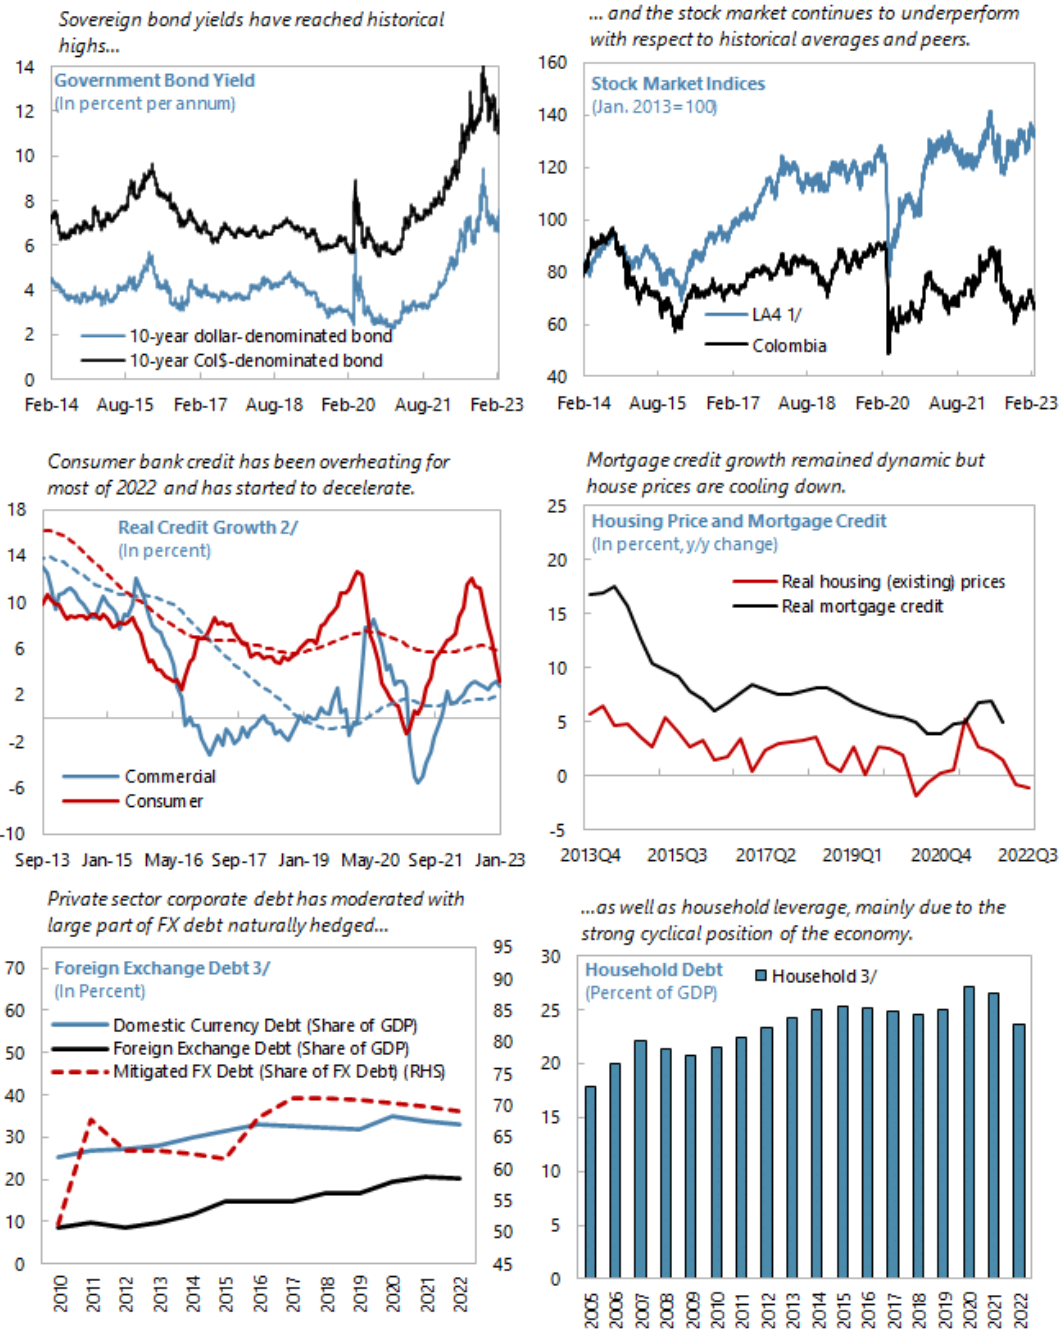 Sovereign bond yields have reached historical
highs...
Government Bond Yield
(In percent per annum)
14
12
10
8
6
4
2
0
10-year dollar-denominated bond
10-year Col$-denominated bond
Feb-14 Aug-15 Feb-17 Aug-18 Feb-20 Aug-21 Feb-23
... and the stock market continues to underperform
with respect to historical averages and peers.
Stock Market Indices
(Jan. 2013=100)
160
140
120
100
80
60
40
LA4 1/
Colombia
Feb-14 Aug-15 Feb-17 Aug-18 Feb-20 Aug-21 Feb-23
Consumer bank credit has been overheating for
most of 2022 and has started to decelerate.
Real Credit Growth 2/
(In percent)
18
14
10
6
2
-2
-6
-10
Commercial
Consumer
Sep-13 Jan-15 May-16 Sep-17 Jan-19 May-20 Sep-21 Jan-23
Mortgage credit growth remained dynamic but
house prices are cooling down.
Housing Price and Mortgage Credit
(In percent, y/y change)
25
20
15
10
5
0
-5
Real housing (existing) prices
Real mortgage credit
2013Q4 2015Q3 2017Q2 2019Q1 2020Q4 2022Q3
Private sector corporate debt has moderated with
large part of FX debt naturally hedged...
Foreign Exchange Debt 3/
(In Percent)
70
60
50
40
30
20
10
0
95
90
85
80
75
70
65
60
55
50
45
Domestic Currency Debt (Share of GDP)
Foreign Exchange Debt (Share of GDP)
Mitigated FX Debt (Share of FX Debt) (RHS)
2010 2011 2012 2013 2014 2015 2016 2017 2018 2019 2020 2021 2022
...as well as household leverage, mainly due to the
strong cyclical position of the economy.
Household Debt
(Percent of GDP)
Household 3/
30
25
20
15
10
5
0
2005 2006 2007 2008 2009 2010 2011 2012 2013 2014 2015 2016 2017 2018 2019 2020 2021 2022